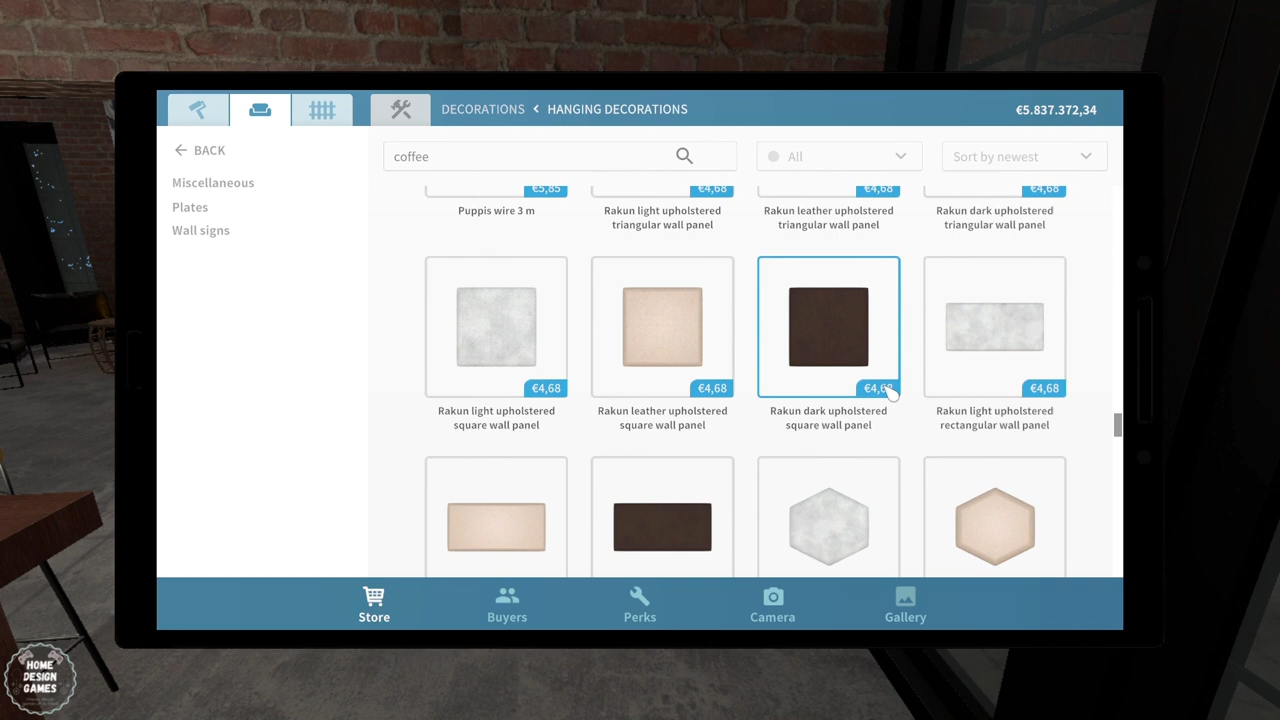 DECORATIONS < HANGING DECORATIONS
€5.837.372,34
BACK
coffee
All
Sort by newest
Miscellaneous
Plates
Wall signs
€5,85
€4,68
€4,68
€4,68
Puppis wire 3 m
Rakun light upholstered
triangular wall panel
Rakun leather upholstered
triangular wall panel
Rakun dark upholstered
triangular wall panel
€4,68
€4,68
€4,68
€4,68
Rakun light upholstered
square wall panel
Rakun leather upholstered
square wall panel
Rakun dark upholstered
square wall panel
Rakun light upholstered
rectangular wall panel
Store
Buyers
Perks
Camera
Gallery
HOME
DESIGN
GAMES